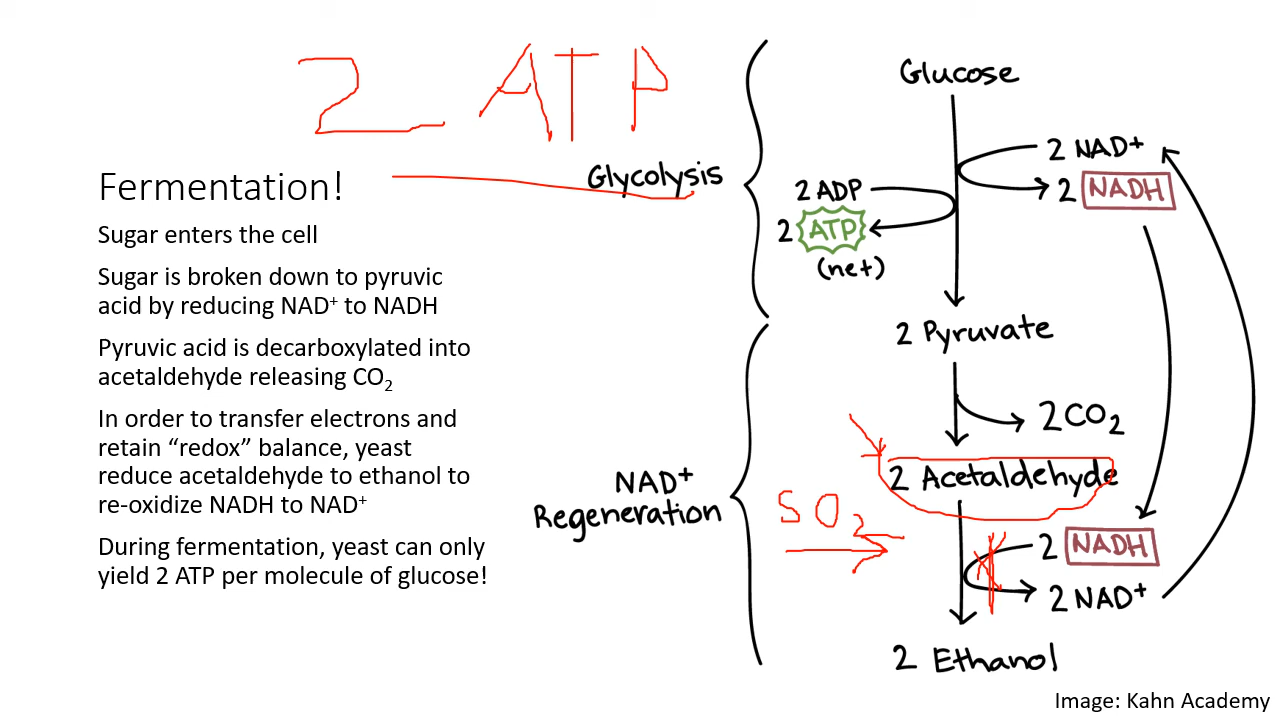 2 ATP
Fermentation!
Sugar enters the cell
Sugar is broken down to pyruvic
acid by reducing NAD⁺ to NADH
Pyruvic acid is decarboxylated into
acetaldehyde releasing CO₂
In order to transfer electrons and
retain “redox” balance, yeast
reduce acetaldehyde to ethanol to
re-oxidize NADH to NAD⁺
During fermentation, yeast can only
yield 2 ATP per molecule of glucose!
Glycolysis
Glucose
2 NAD+
2 NADH
2 ADP
2 ATP
(net)
2 Pyruvate
2CO₂
NAD+
Regeneration
2 Acetaldehyde
SO₂
2 NADH
2 NAD+
2 Ethanol
Image: Kahn Academy